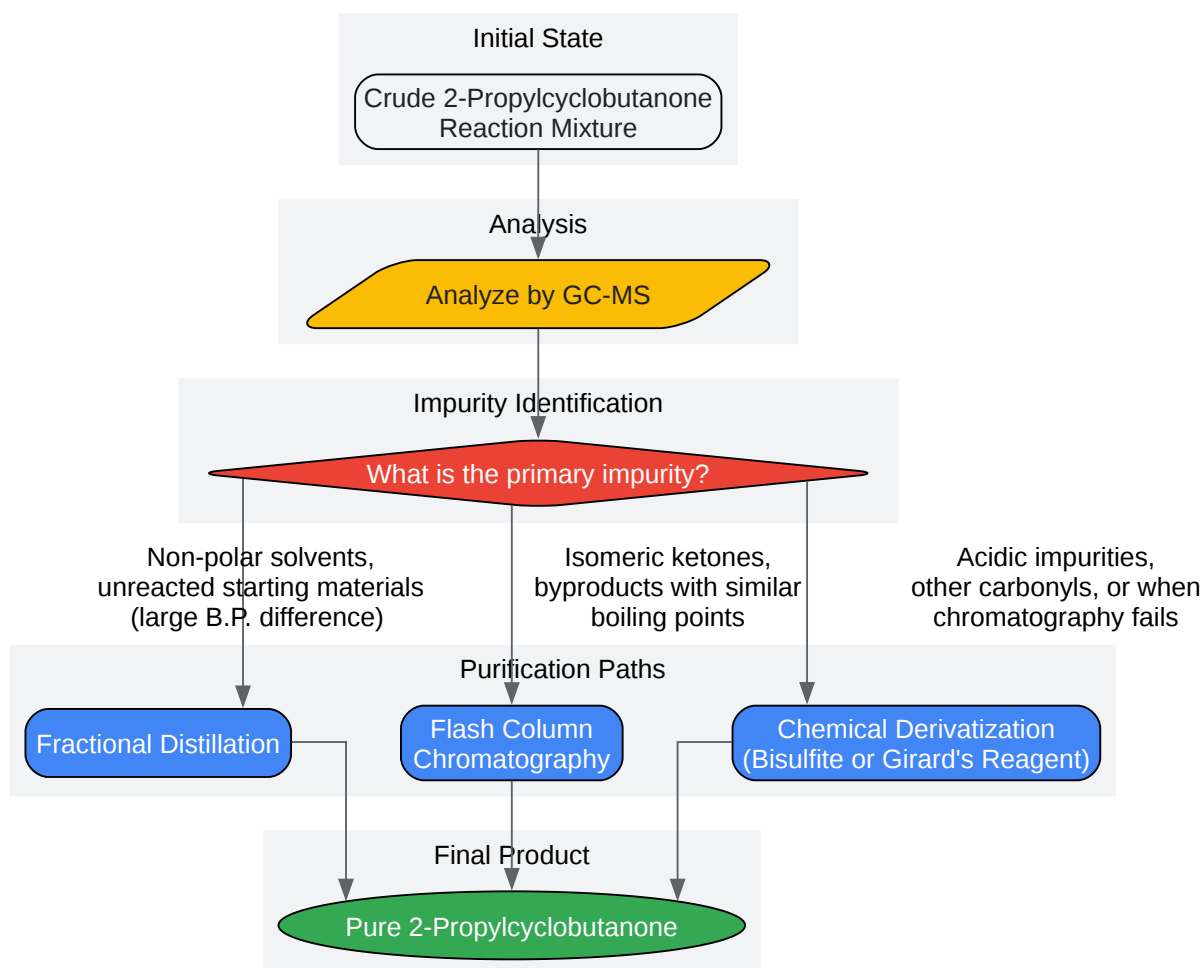 Initial State
Crude 2-Propylcyclobutanone
Reaction Mixture
Analysis
Analyze by GC-MS
Impurity Identification
What is the primary impurity?
Non-polar solvents,
unreacted starting materials
(large B.P. difference)
Isomeric ketones,
byproducts with similar
boiling points
Acidic impurities,
other carbonyls, or when
chromatography fails
Purification Paths
Fractional Distillation
Flash Column
Chromatography
Chemical Derivatization
(Bisulfite or Girard's Reagent)
Final Product
Pure 2-Propylcyclobutanone